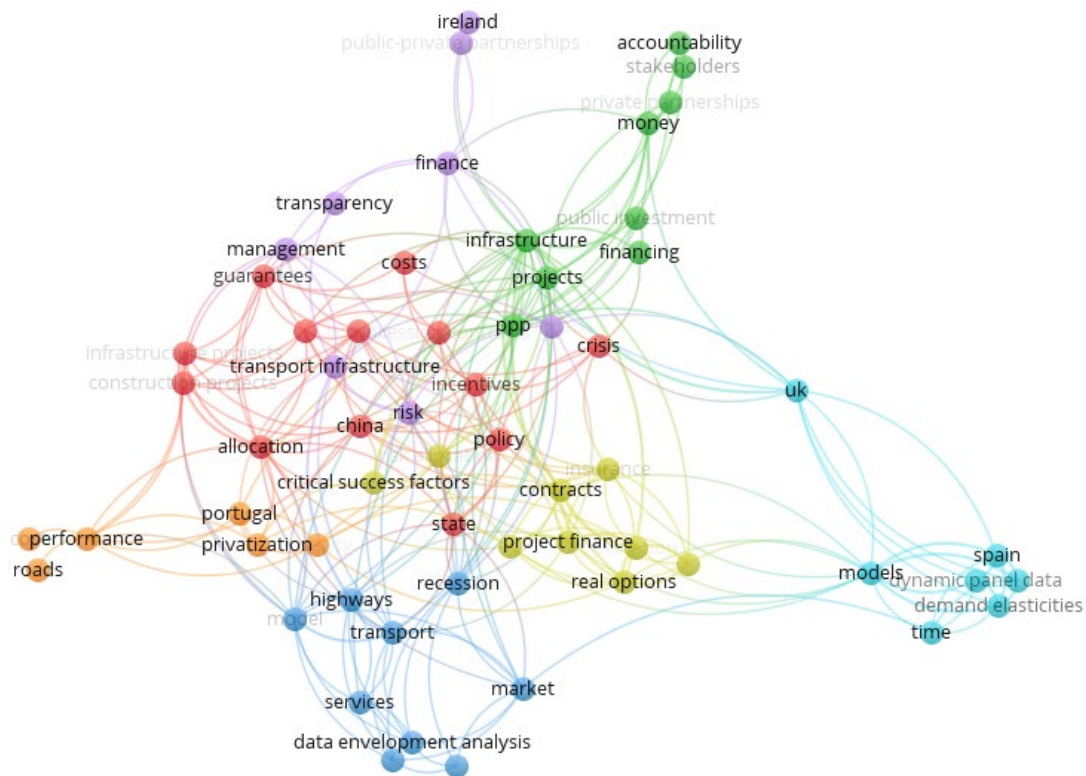 ireland
public-private partnerships
accountability
stakeholders
private partnerships
money
finance
transparency
public investment
infrastructure
management
financing
costs
guarantees
projects
ppp
crisis
infrastructure projects
transport infrastructure
construction projects
incentives
uk
risk
china
policy
allocation
insurance
critical success factors
contracts
portugal
state
performance
privatization
project finance
spain
roads
models
dynamic panel data
recession
real options
highways
demand elasticities
model
transport
time
market
services
data envelopment analysis